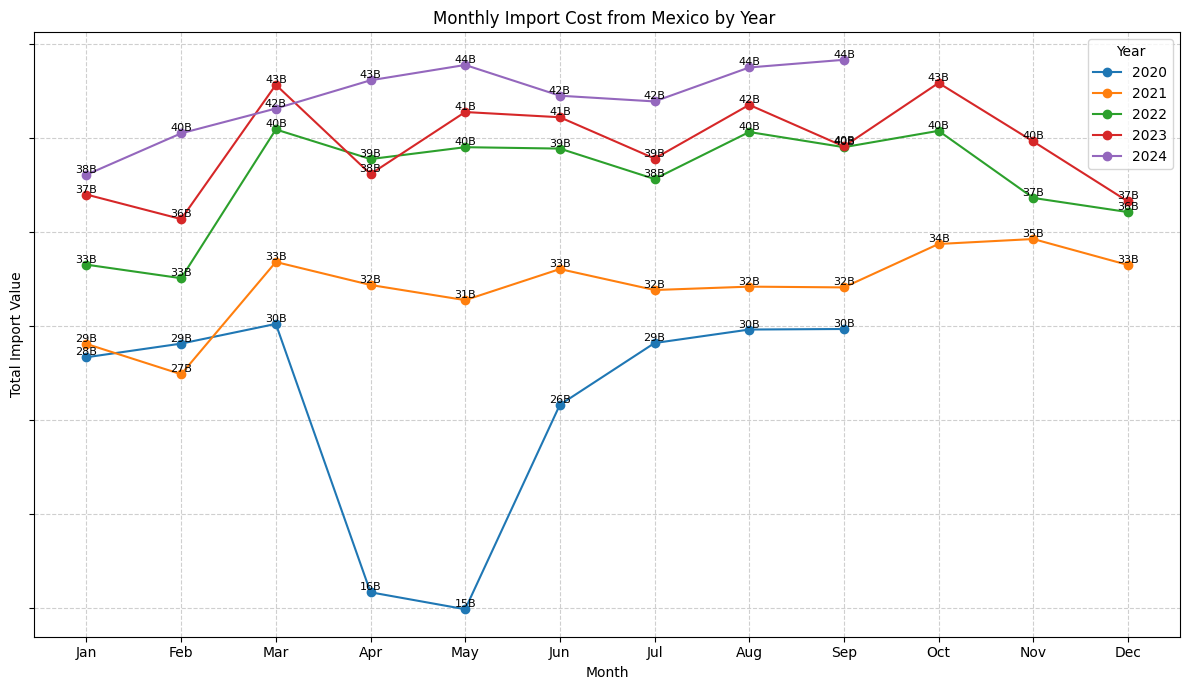 Monthly Import Cost from Mexico by Year
Total Import Value
Year
2020
2021
2022
2023
2024
28B
29B
30B
16B
15B
26B
29B
30B
30B
29B
27B
33B
32B
31B
33B
32B
32B
32B
34B
35B
33B
33B
33B
40B
39B
40B
39B
38B
40B
40B
40B
37B
36B
37B
36B
43B
38B
41B
41B
39B
42B
40B
43B
40B
37B
38B
40B
42B
43B
44B
42B
42B
44B
44B
Jan Feb Mar Apr May Jun Jul Aug Sep Oct Nov Dec
Month